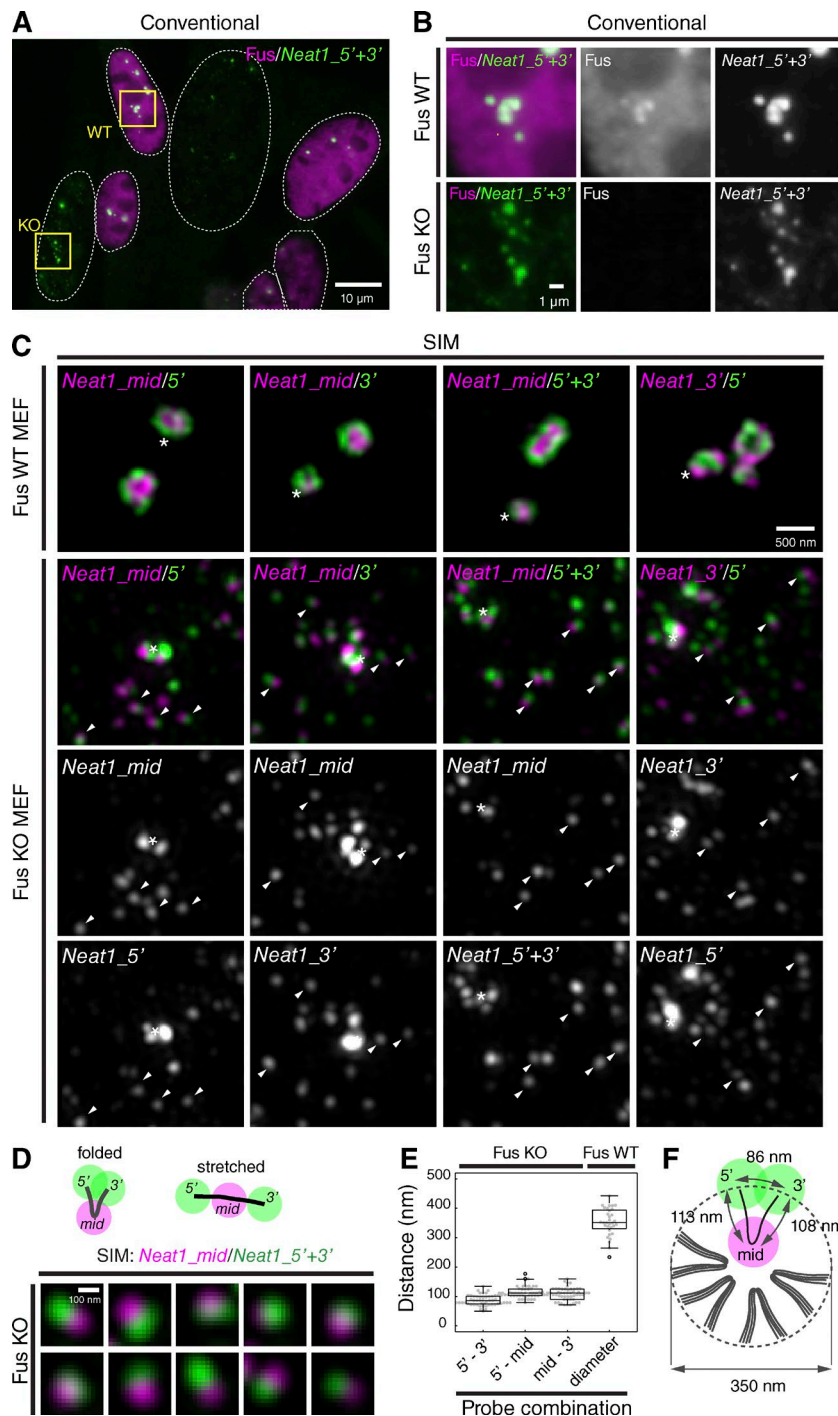 A
Conventional
Fus/Neat1_5’+3’
WT
KO
10 µm
B
Conventional
Fus WT
Fus/Neat1_5’+3’
Fus
Neat1_5’+3’
Fus KO
Fus/Neat1_5’+3’
Fus
Neat1_5’+3’
1 µm
C
SIM
Fus WT MEF
Neat1_mid/5’
Neat1_mid/3’
Neat1_mid/5’+3’
Neat1_3’/5’
*
*
*
*
500 nm
Fus KO MEF
Neat1_mid/5’
Neat1_mid/3’
Neat1_mid/5’+3’
Neat1_3’/5’
*
*
*
*
Neat1_mid
Neat1_mid
Neat1_mid
Neat1_3’
*
*
*
*
Neat1_5’
Neat1_3’
Neat1_5’+3’
Neat1_5’
*
*
*
*
D
folded
stretched
5’
3’
mid
5’
mid
3’
SIM: Neat1_mid/Neat1_5’+3’
Fus KO
100 nm
E
Fus KO
Fus WT
Distance (nm)
500
400
300
200
100
0
5’ - 3’
5’ - mid
mid - 3’
diameter
Probe combination
F
86 nm
5’
3’
113 nm
108 nm
mid
350 nm